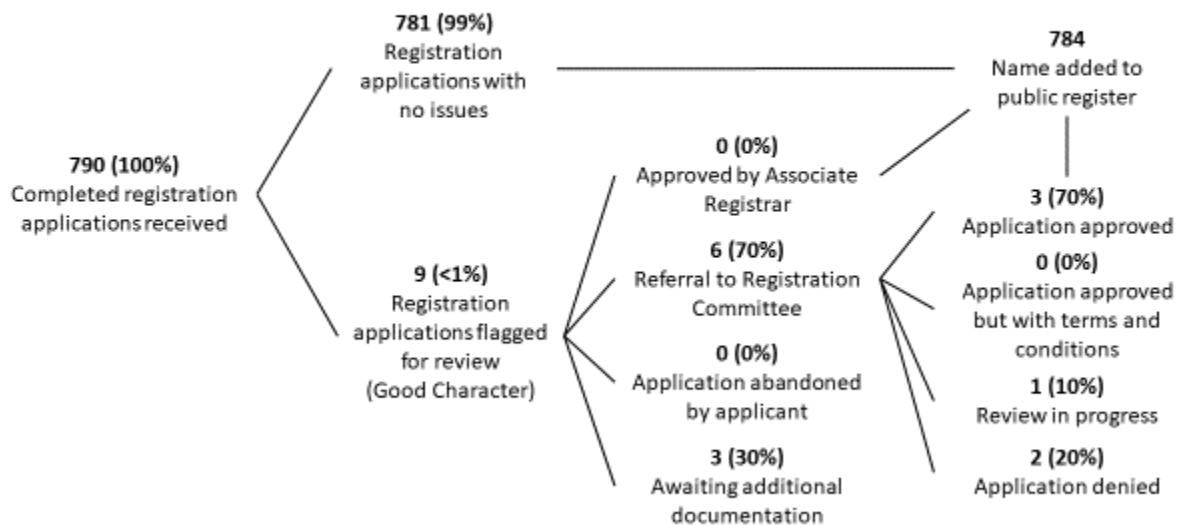 790 (100%)
Completed registration
applications received
781 (99%)
Registration
applications with
no issues
9 (<1%)
Registration
applications flagged
for review
(Good Character)
0 (0%)
Approved by Associate
Registrar
6 (70%)
Referral to Registration
Committee
0 (0%)
Application abandoned
by applicant
3 (30%)
Awaiting additional
documentation
784
Name added to
public register
3 (70%)
Application approved
0 (0%)
Application approved
but with terms and
conditions
1 (10%)
Review in progress
2 (20%)
Application denied